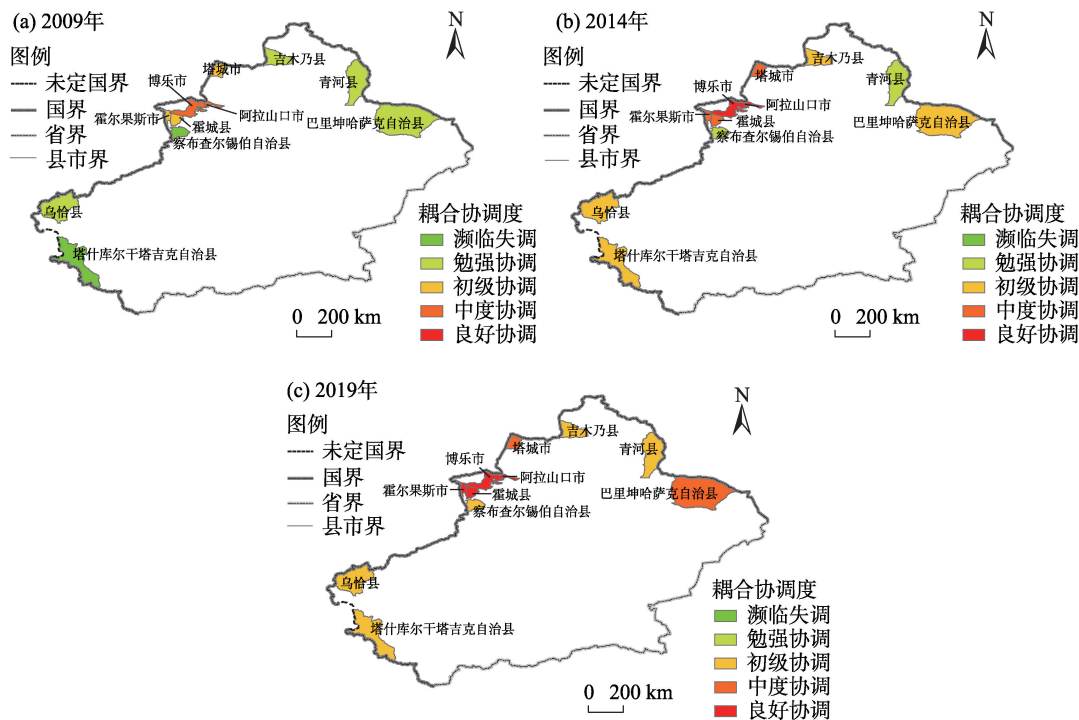 (a) 2009年
N
图例
未定国界
国界
省界
县市界
吉木乃县
塔城市
青河县
博乐市
阿拉山口市
霍尔果斯市
霍城县
巴里坤哈萨克自治县
察布查尔锡伯自治县
乌恰县
塔什库尔干塔吉克自治县
耦合协调度
濒临失调
勉强协调
初级协调
中度协调
良好协调
0 200 km
(b) 2014年
N
图例
未定国界
国界
省界
县市界
吉木乃县
塔城市
青河县
博乐市
阿拉山口市
霍尔果斯市
霍城县
巴里坤哈萨克自治县
察布查尔锡伯自治县
乌恰县
塔什库尔干塔吉克自治县
耦合协调度
濒临失调
勉强协调
初级协调
中度协调
良好协调
0 200 km
(c) 2019年
N
图例
未定国界
国界
省界
县市界
吉木乃县
塔城市
青河县
博乐市
阿拉山口市
霍尔果斯市
霍城县
巴里坤哈萨克自治县
察布查尔锡伯自治县
乌恰县
塔什库尔干塔吉克自治县
耦合协调度
濒临失调
勉强协调
初级协调
中度协调
良好协调
0 200 km